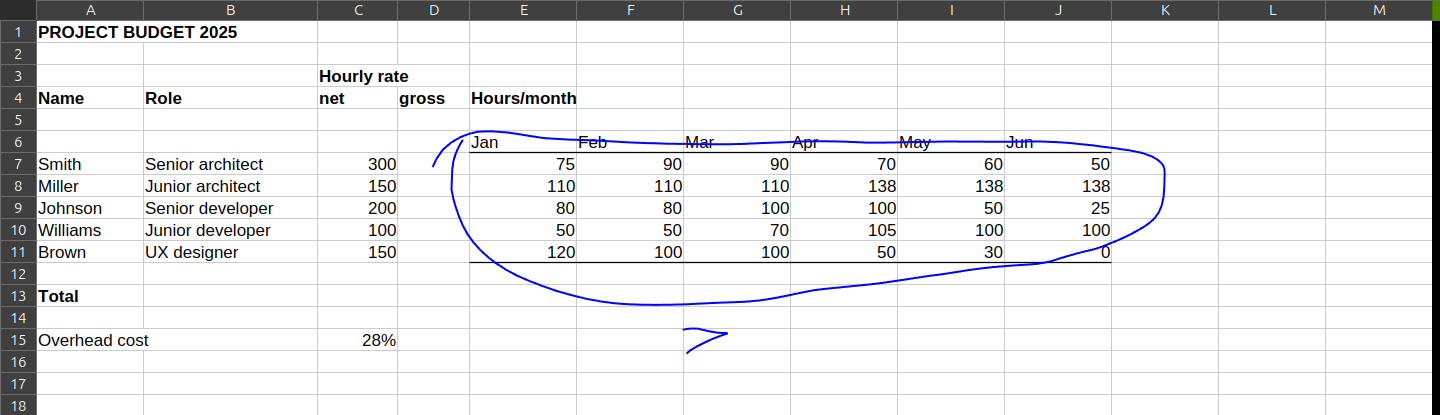 A B C D E F G H I J K L M
1 PROJECT BUDGET 2025
2
3 Hourly rate
4 Name Role net gross Hours/month
5
6 Jan Feb Mar Apr May Jun
7 Smith Senior architect 300 75 90 90 70 60 50
8 Miller Junior architect 150 110 110 110 138 138 138
9 Johnson Senior developer 200 80 80 100 100 50 25
10 Williams Junior developer 100 50 50 70 105 100 100
11 Brown UX designer 150 120 100 100 50 30 0
12
13 Total
14
15 Overhead cost 28%
16
17
18